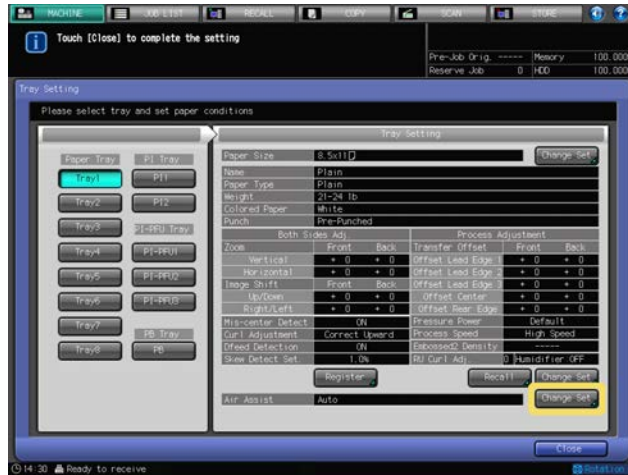 MACHINE JOB LIST RECALL COPY SCAN STORE
Touch [Close] to complete the setting
Pre-Job Orig. ----- Memory 100.000
Reserve Job 0 HDD 100.000
Tray Setting
Please select tray and set paper conditions
Tray Setting
Paper Tray PI Tray
Tray1 PI1
Tray2 PI2
Tray3 PI-PFU Tray
Tray4 PI-PFU1
Tray5 PI-PFU2
Tray6 PI-PFU3
Tray7 PB Tray
Tray8 PB
Paper Size 8.5x11 Change Set
Name Plain
Paper Type Plain
Weight 21-24 lb
Colored Paper White
Punch Pre-Punched
Both Sides Adj. Process Adjustment
Zoom Front Back Transfer Offset Front Back
Vertical + 0 + 0 Offset Lead Edge 1 + 0 + 0
Horizontal + 0 + 0 Offset Lead Edge 2 + 0 + 0
Image Shift Front Back Offset Lead Edge 3 + 0 + 0
Up/Down + 0 + 0 Offset Center + 0 + 0
Right/Left + 0 + 0 Offset Rear Edge + 0 + 0
Mis-center Detect ON Pressure Power Default
Curl Adjustment Correct Upward Process Speed High Speed
Dfeed Detection ON Embossed2 Density -----
Skew Detect Set. 1.0% RU Curl Adj. 0 Humidifier OFF
Register Recall Change Set
Air Assist Auto Change Set
Close
14:30 Ready to receive Rotation